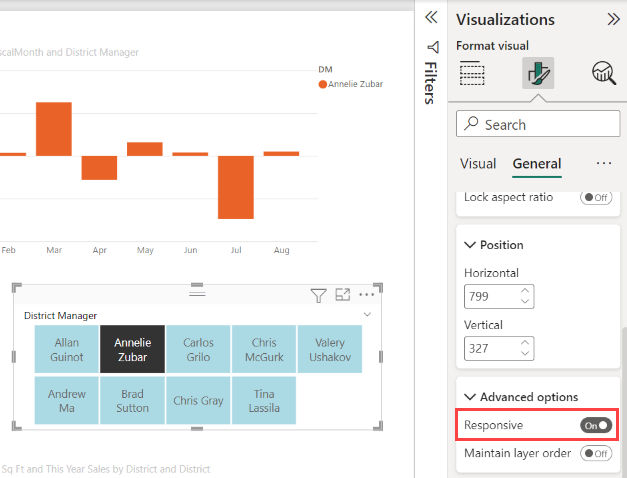 scalMonth and District Manager
DM
Annelie Zubar
Feb Mar Apr May Jun Jul Aug
District Manager
Allan Guinot
Annelie Zubar
Carlos Grilo
Chris McGurk
Valery Ushakov
Andrew Ma
Brad Sutton
Chris Gray
Tina Lassila
Sq Ft and This Year Sales by District and District
Filters
Visualizations
Format visual
Search
Visual General
Lock aspect ratio Off
Position
Horizontal
799
Vertical
327
Advanced options
Responsive On
Maintain layer order Off